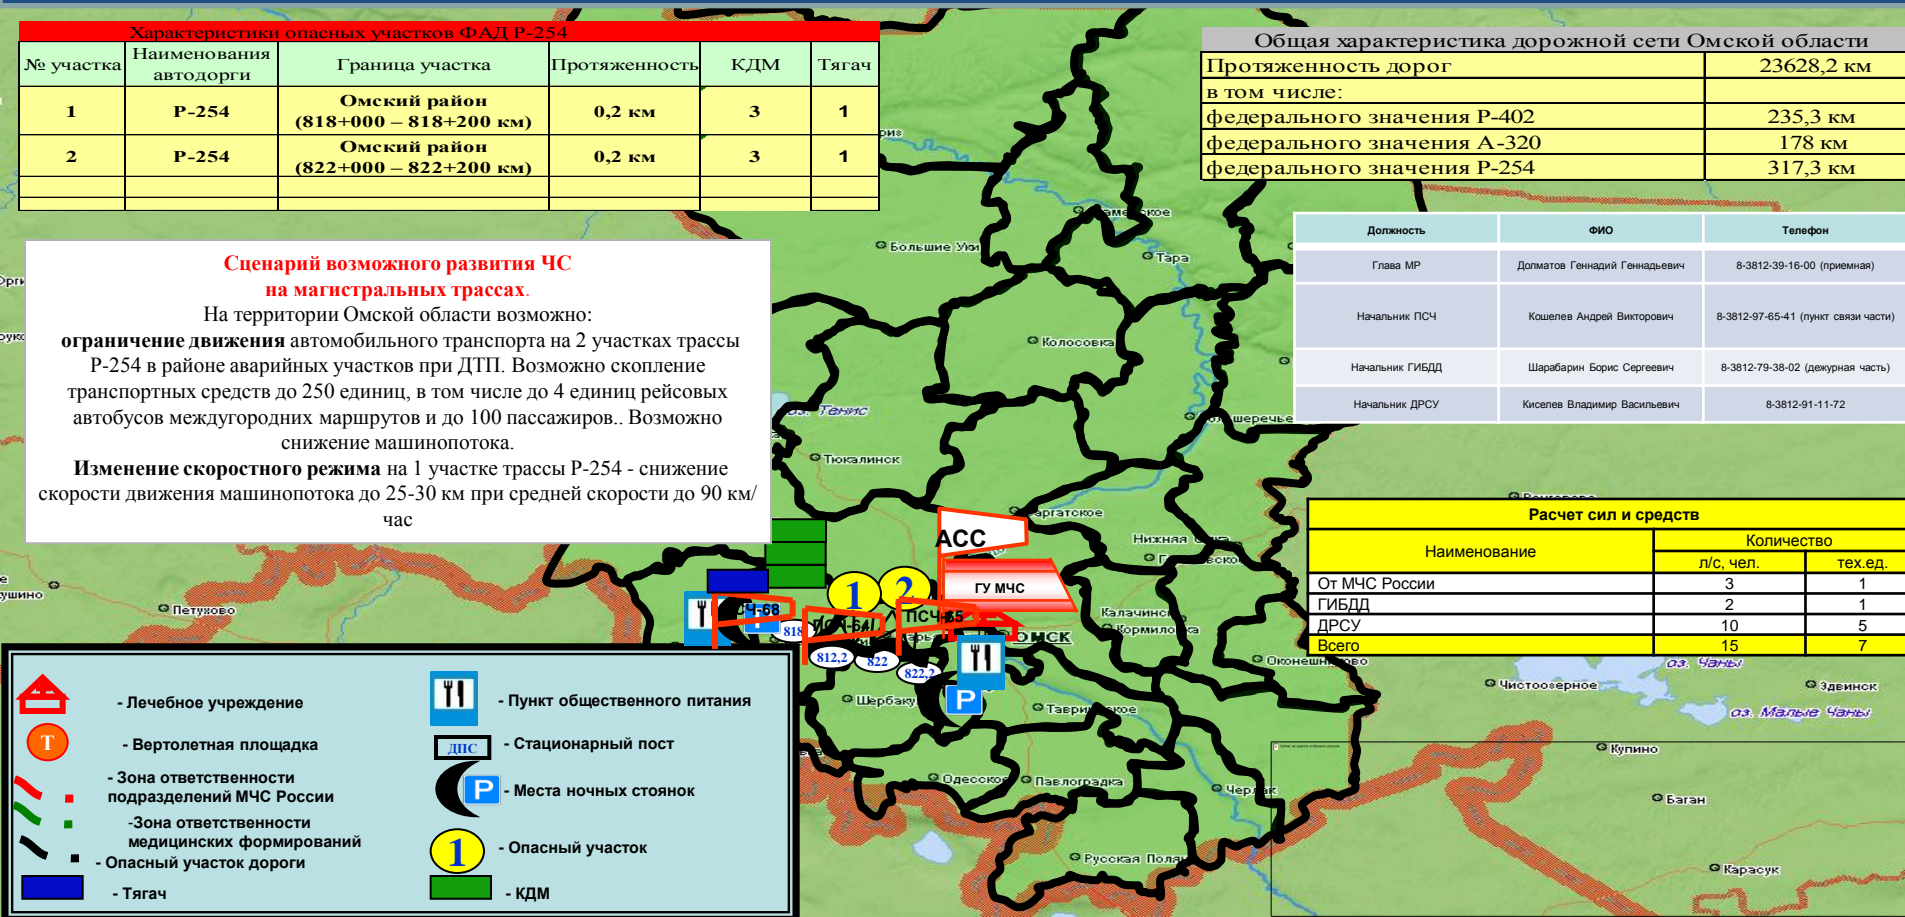 Характеристики опасных участков ФАД Р-254
№ участка Наименования автодорги Граница участка Протяженность КДМ Тягач
1 Р-254 Омский район (818+000 – 818+200 км) 0,2 км 3 1
2 Р-254 Омский район (822+000 – 822+200 км) 0,2 км 3 1
Общая характеристика дорожной сети Омской области
Протяженность дорог 23628,2 км
в том числе:
федерального значения Р-402 235,3 км
федерального значения А-320 178 км
федерального значения Р-254 317,3 км
Должность ФИО Телефон
Глава МР Долматов Геннадий Геннадьевич 8-3812-39-16-00 (приемная)
Начальник ПСЧ Кошелев Андрей Викторович 8-3812-97-65-41 (пункт связи части)
Начальник ГИБДД Шарабарин Борис Сергеевич 8-3812-79-38-02 (дежурная часть)
Начальник ДРСУ Киселев Владимир Васильевич 8-3812-91-11-72
Сценарий возможного развития ЧС
на магистральных трассах.
На территории Омской области возможно:
ограничение движения автомобильного транспорта на 2 участках трассы
Р-254 в районе аварийных участков при ДТП. Возможно скопление
транспортных средств до 250 единиц, в том числе до 4 единиц рейсовых
автобусов междугородних маршрутов и до 100 пассажиров.. Возможно
снижение машинопотока.
Изменение скоростного режима на 1 участке трассы Р-254 - снижение
скорости движения машинопотока до 25-30 км при средней скорости до 90 км/
час
Расчет сил и средств
Наименование Количество
л/с, чел. тех.ед.
От МЧС России 3 1
ГИБДД 2 1
ДРСУ 10 5
Всего 15 7
Большие Уки
Тара
Колосовка
оз. Тенис
Тюкалинск
Нижняя
Петухово
АСС
ГУ МЧС
1
2
СЧ-68
ПСЧ-64
ПСЧ-65
P
818
812,2
822
822,2
Калачинск
Кормиловка
ОМСК
Оконешниково
оз. Чаны
Чистоозерное
Здвинск
оз. Малые Чаны
Щербаку
P
Таврическое
Купино
Одесское
Павлоградка
Черлак
Баган
Русская Поляна
Карасук
- Лечебное учреждение
Т - Вертолетная площадка
- Зона ответственности
подразделений МЧС России
-Зона ответственности
медицинских формирований
- Опасный участок дороги
- Тягач
- Пункт общественного питания
ДПС - Стационарный пост
P - Места ночных стоянок
1 - Опасный участок
- КДМ